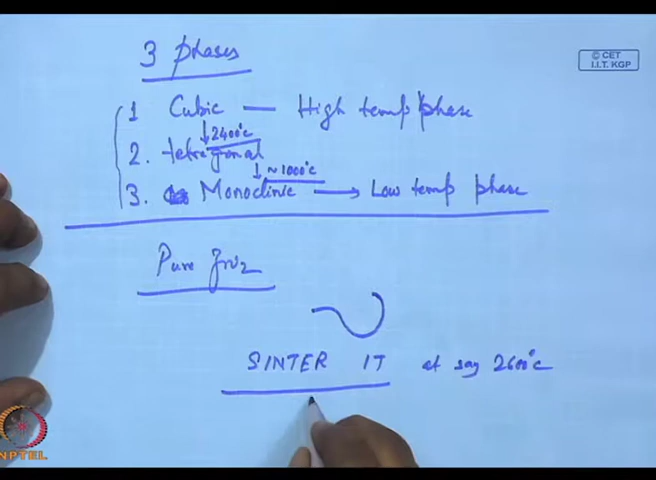 3 phases
© CET
I.I.T. KGP
1 Cubic — High temp phase
↓2400°c
2. tetragonal
↓ ~1000°c
3. Monoclinic → Low temp phase
Pure ZrO2
SINTER IT at say 2600°c
NPTEL